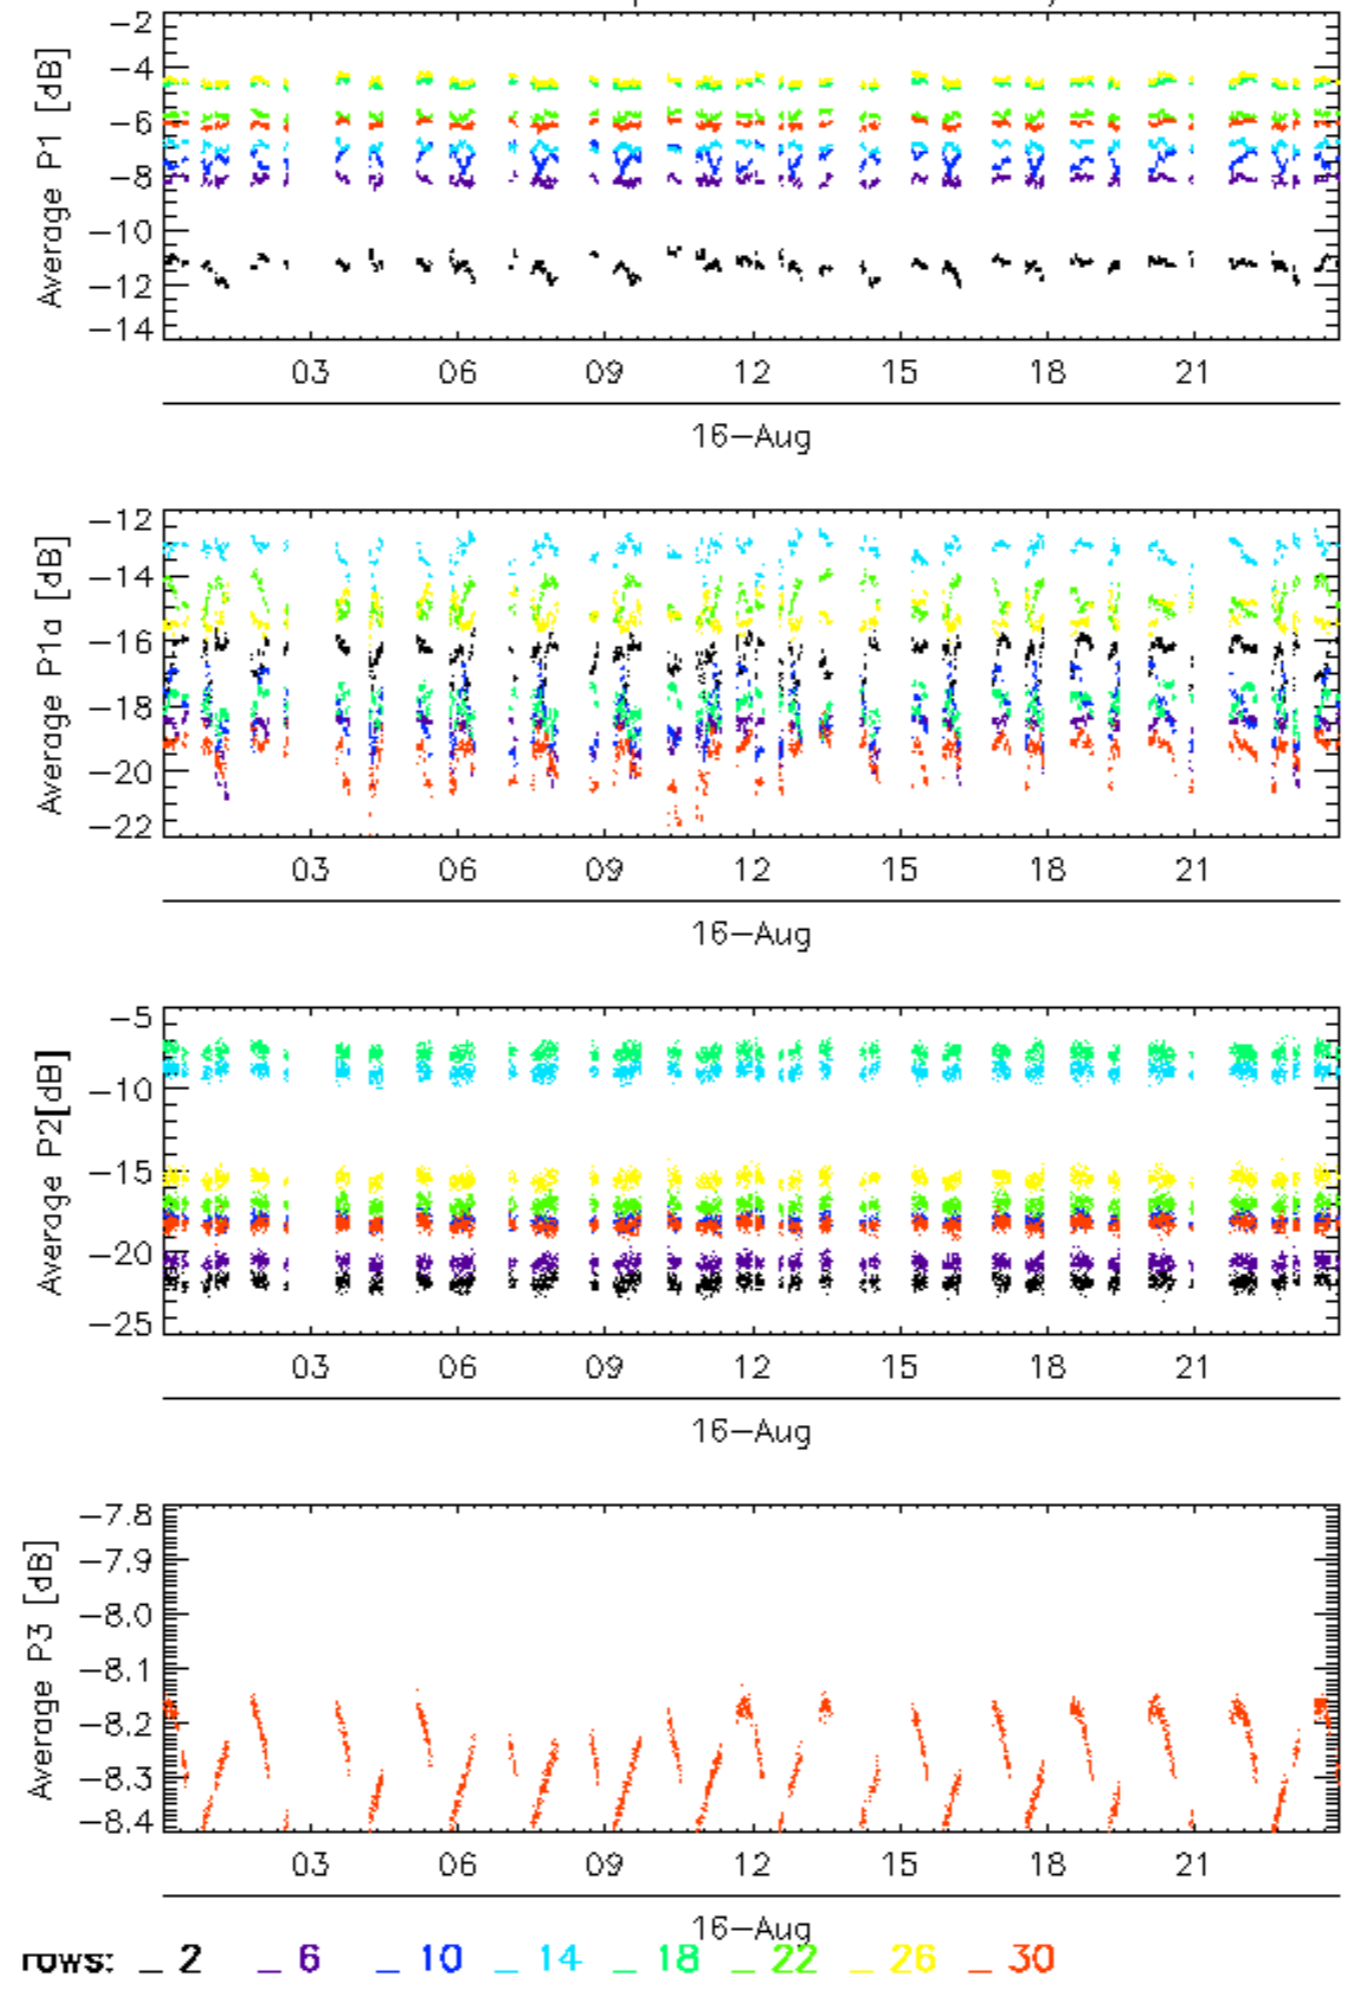 Average P1 [dB]
−2
−4
−6
−8
−10
−12
−14
03 06 09 12 15 18 21
16−Aug
Average P1a [dB]
−12
−14
−16
−18
−20
−22
03 06 09 12 15 18 21
16−Aug
Average P2[dB]
−5
−10
−15
−20
−25
03 06 09 12 15 18 21
16−Aug
Average P3 [dB]
−7.8
−7.9
−8.0
−8.1
−8.2
−8.3
−8.4
03 06 09 12 15 18 21
16−Aug
rows: _ 2 _ 6 _ 10 _ 14 _ 18 _ 22 _ 26 _ 30